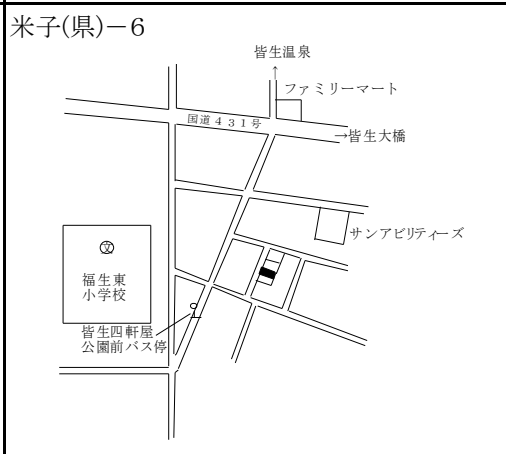 米子(県)－6
皆生温泉
↑
ファミリーマート
国道431号
→皆生大橋
サンアビリティーズ
文
福生東
小学校
皆生四軒屋
公園前バス停